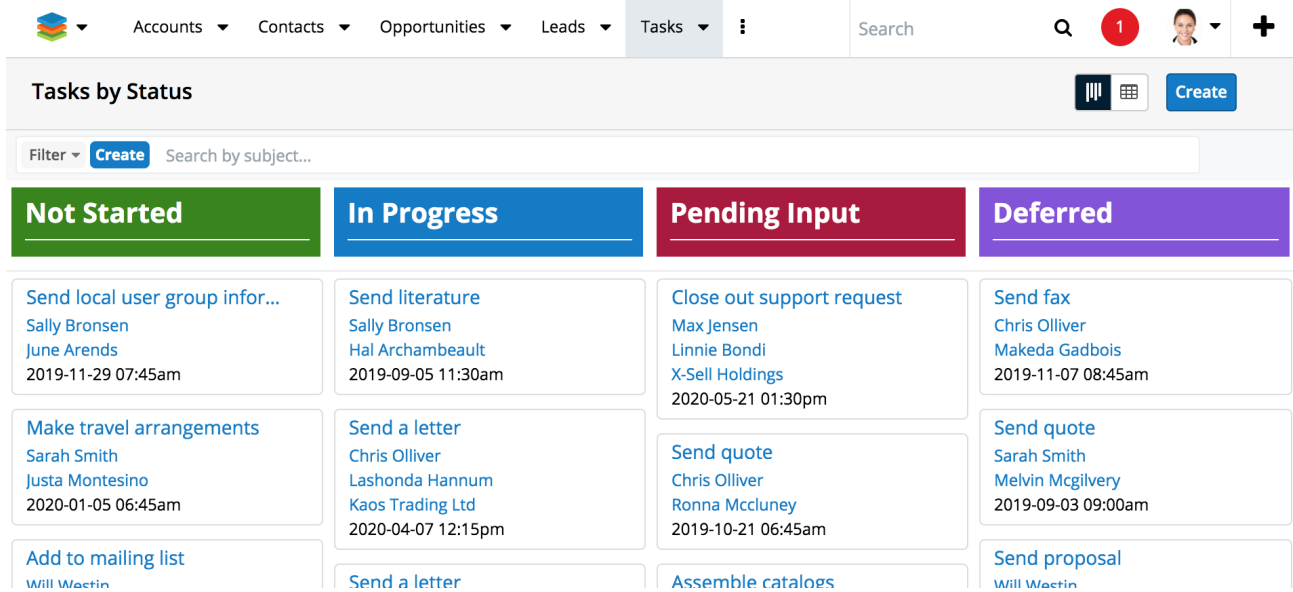 Accounts Contacts Opportunities Leads Tasks Search 1
Tasks by Status
Create
Filter Create Search by subject...
Not Started
Send local user group infor...
Sally Bronsen
June Arends
2019-11-29 07:45am
Make travel arrangements
Sarah Smith
Justa Montesino
2020-01-05 06:45am
Add to mailing list
Will Westin
In Progress
Send literature
Sally Bronsen
Hal Archambeault
2019-09-05 11:30am
Send a letter
Chris Olliver
Lashonda Hannum
Kaos Trading Ltd
2020-04-07 12:15pm
Send a letter
Pending Input
Close out support request
Max Jensen
Linnie Bondi
X-Sell Holdings
2020-05-21 01:30pm
Send quote
Chris Olliver
Ronna Mccluney
2019-10-21 06:45am
Assemble catalogs
Deferred
Send fax
Chris Olliver
Makeda Gadbois
2019-11-07 08:45am
Send quote
Sarah Smith
Melvin Mcgilvery
2019-09-03 09:00am
Send proposal
Will Westin